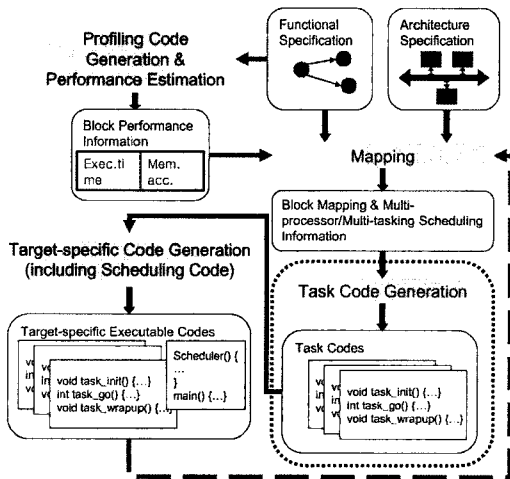 Functional
Specification
Architecture
Specification
Profiling Code
Generation &
Performance Estimation
Block Performance
Information
Exec.ti
me
Mem.
acc.
Mapping
Block Mapping & Multi-
processor/Multi-tasking Scheduling
Information
Target-specific Code Generation
(including Scheduling Code)
Task Code Generation
Target-specific Executable Codes
Scheduler() {
...
}
main() {...}
void task_init() {...}
int task_go() {...}
void task_wrapup() {...}
Task Codes
void task_init() {...}
int task_go() {...}
void task_wrapup() {...}